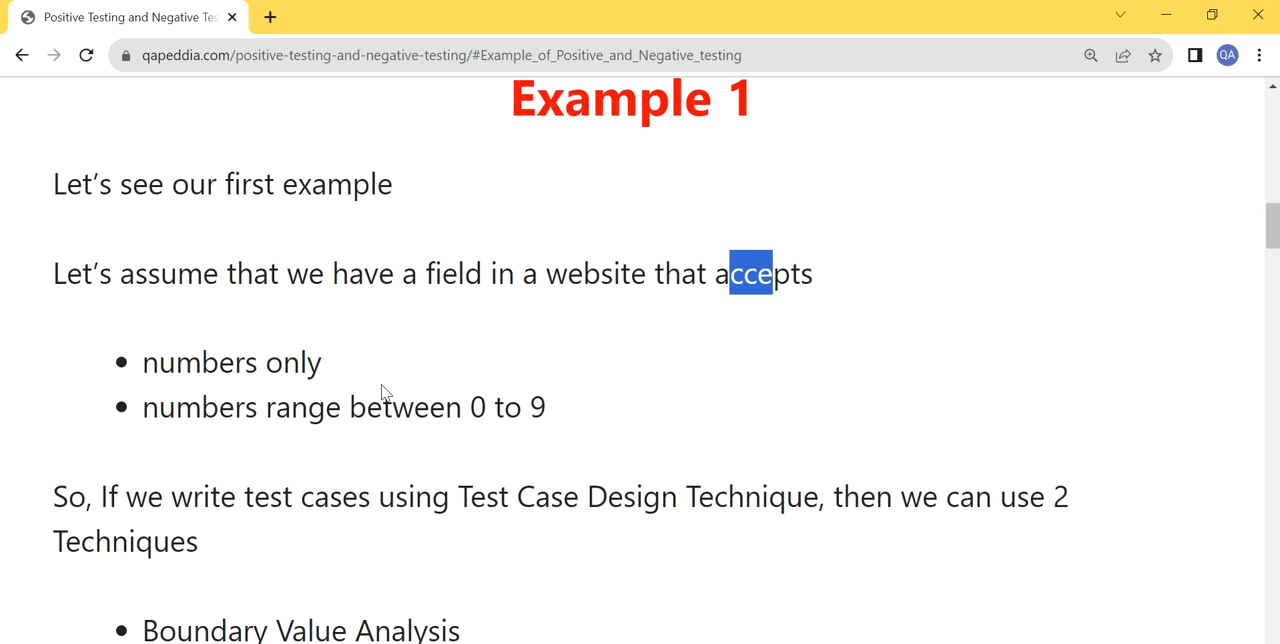 Positive Testing and Negative Tes
qapeddia.com/positive-testing-and-negative-testing/#Example_of_Positive_and_Negative_testing
QA
Example 1
Let’s see our first example
Let’s assume that we have a field in a website that accepts
• numbers only
• numbers range between 0 to 9
So, If we write test cases using Test Case Design Technique, then we can use 2
Techniques
• Boundary Value Analysis